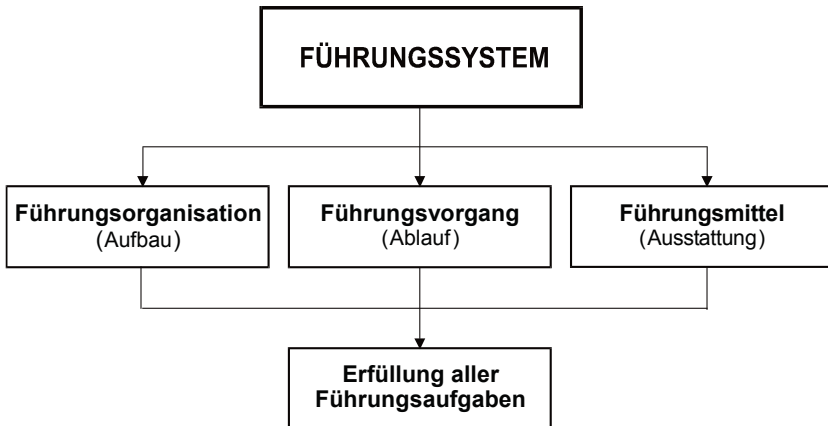 FÜHRUNGSSYSTEM
Führungsorganisation
(Aufbau)
Führungsvorgang
(Ablauf)
Führungsmittel
(Ausstattung)
Erfüllung aller
Führungsaufgaben